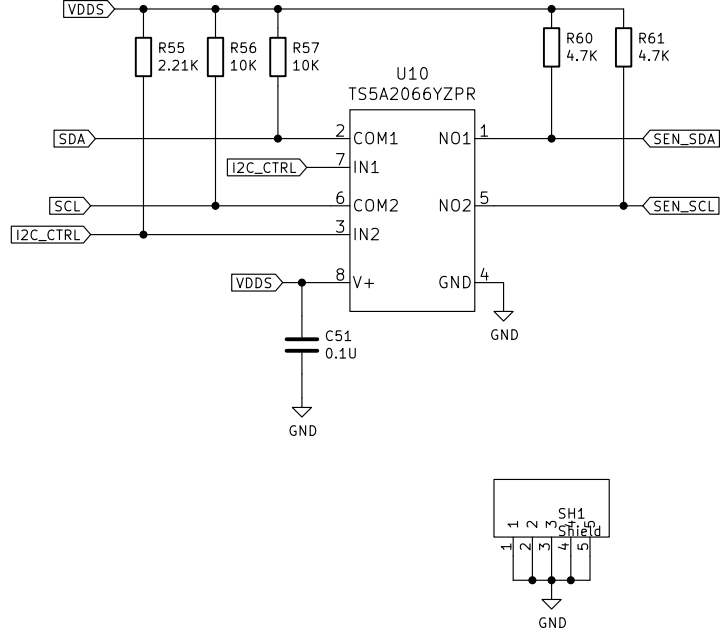 VDDS
R55
2.21K
R56
10K
R57
10K
R60
4.7K
R61
4.7K
U10
TS5A2066YZPR
SDA
2
COM1
NO1
1
SEN_SDA
I2C_CTRL
7
IN1
SCL
6
COM2
NO2
5
SEN_SCL
I2C_CTRL
3
IN2
VDDS
8
V+
GND
4
GND
C51
0.1U
GND
SH1
Shield
1
2
3
4
5
1
2
3
4
5
GND